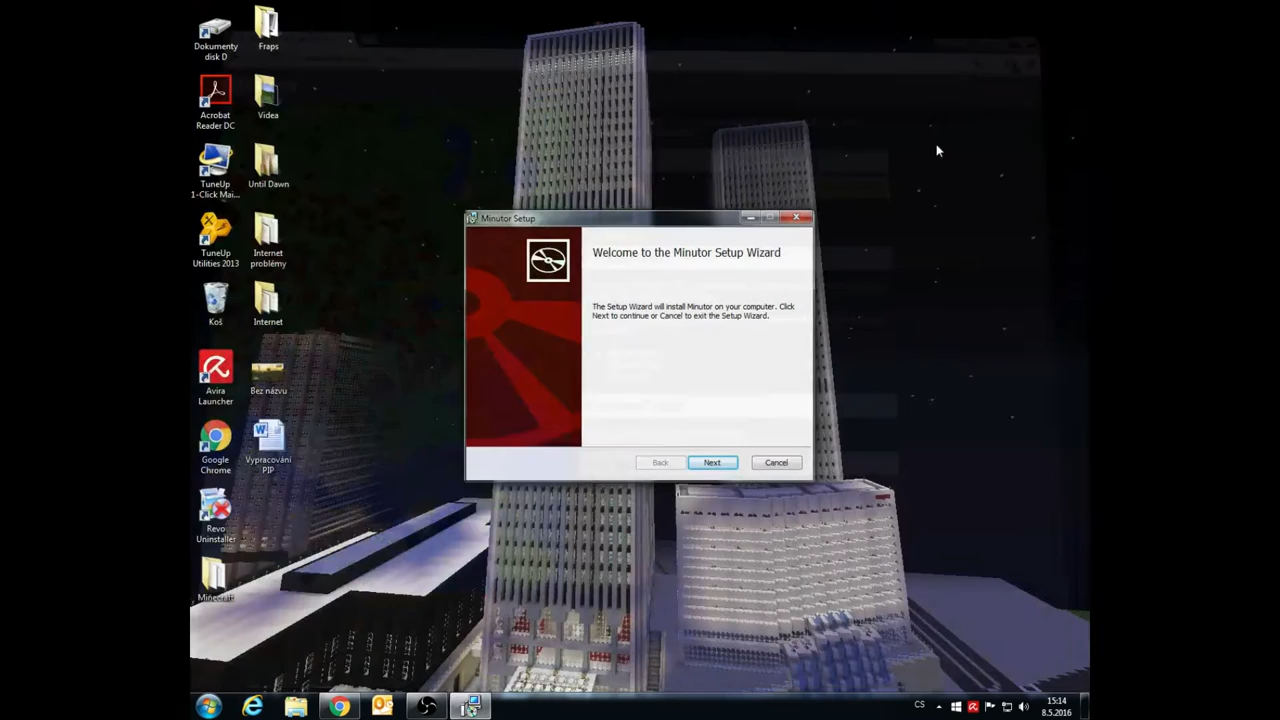 Dokumenty
disk D
Fraps
Acrobat
Reader DC
Videa
TuneUp
1-Click Mai...
Until Dawn
TuneUp
Utilities 2013
Internet
problémy
Koš
Internet
Avira
Launcher
Bez názvu
Google
Chrome
Vypracování
PIP
Revo
Uninstaller
Minecraft
Minutor Setup
Welcome to the Minutor Setup Wizard
The Setup Wizard will install Minutor on your computer. Click
Next to continue or Cancel to exit the Setup Wizard.
Back
Next
Cancel
CS
15:14
8.5.2016